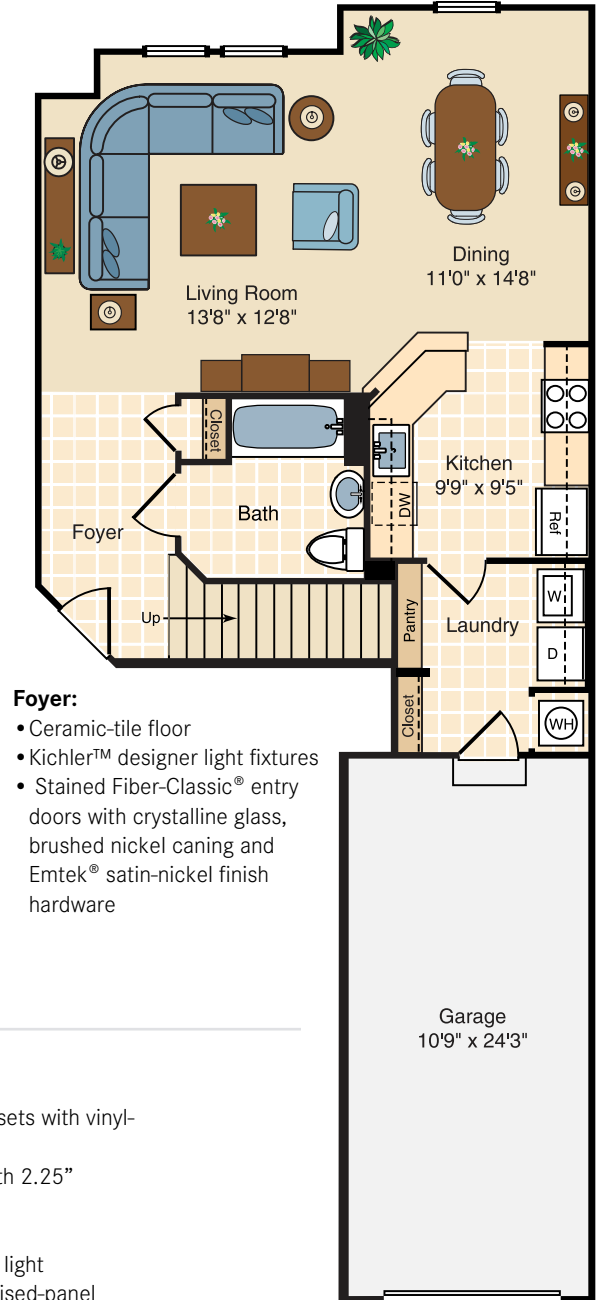 Dining
11'0" x 14'8"
Living Room
13'8" x 12'8"
Closet
Kitchen
9'9" x 9'5"
Bath
DW
Ref
Foyer
Up
Pantry
Laundry
W
D
Closet
WH
Foyer:
• Ceramic-tile floor
• Kichler™ designer light fixtures
• Stained Fiber-Classic® entry
doors with crystalline glass,
brushed nickel caning and
Emtek® satin-nickel finish
hardware
Garage
10'9" x 24'3"
sets with vinyl-
th 2.25”
light
ised-panel